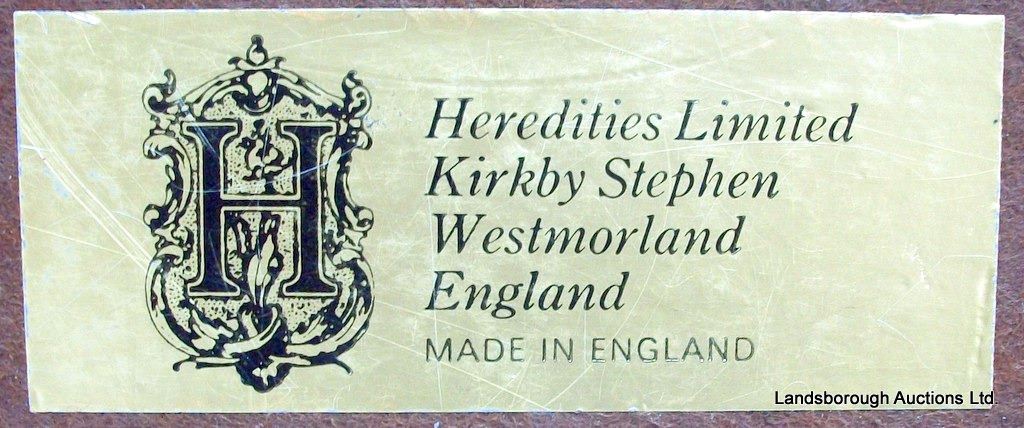 H
Heredities Limited
Kirkby Stephen
Westmorland
England
MADE IN ENGLAND
Landsborough Auctions Ltd.